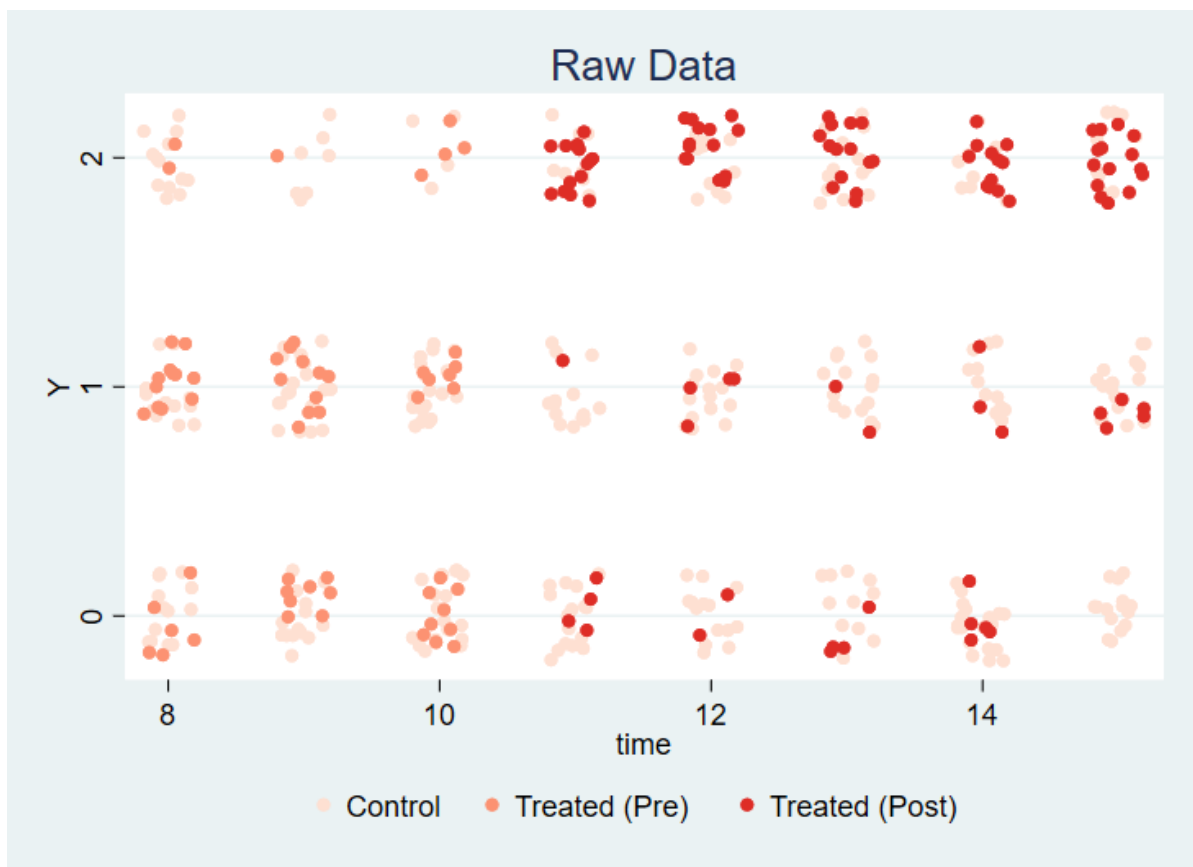 Raw Data
2
1
0
Y
8 10 12 14
time
Control Treated (Pre) Treated (Post)